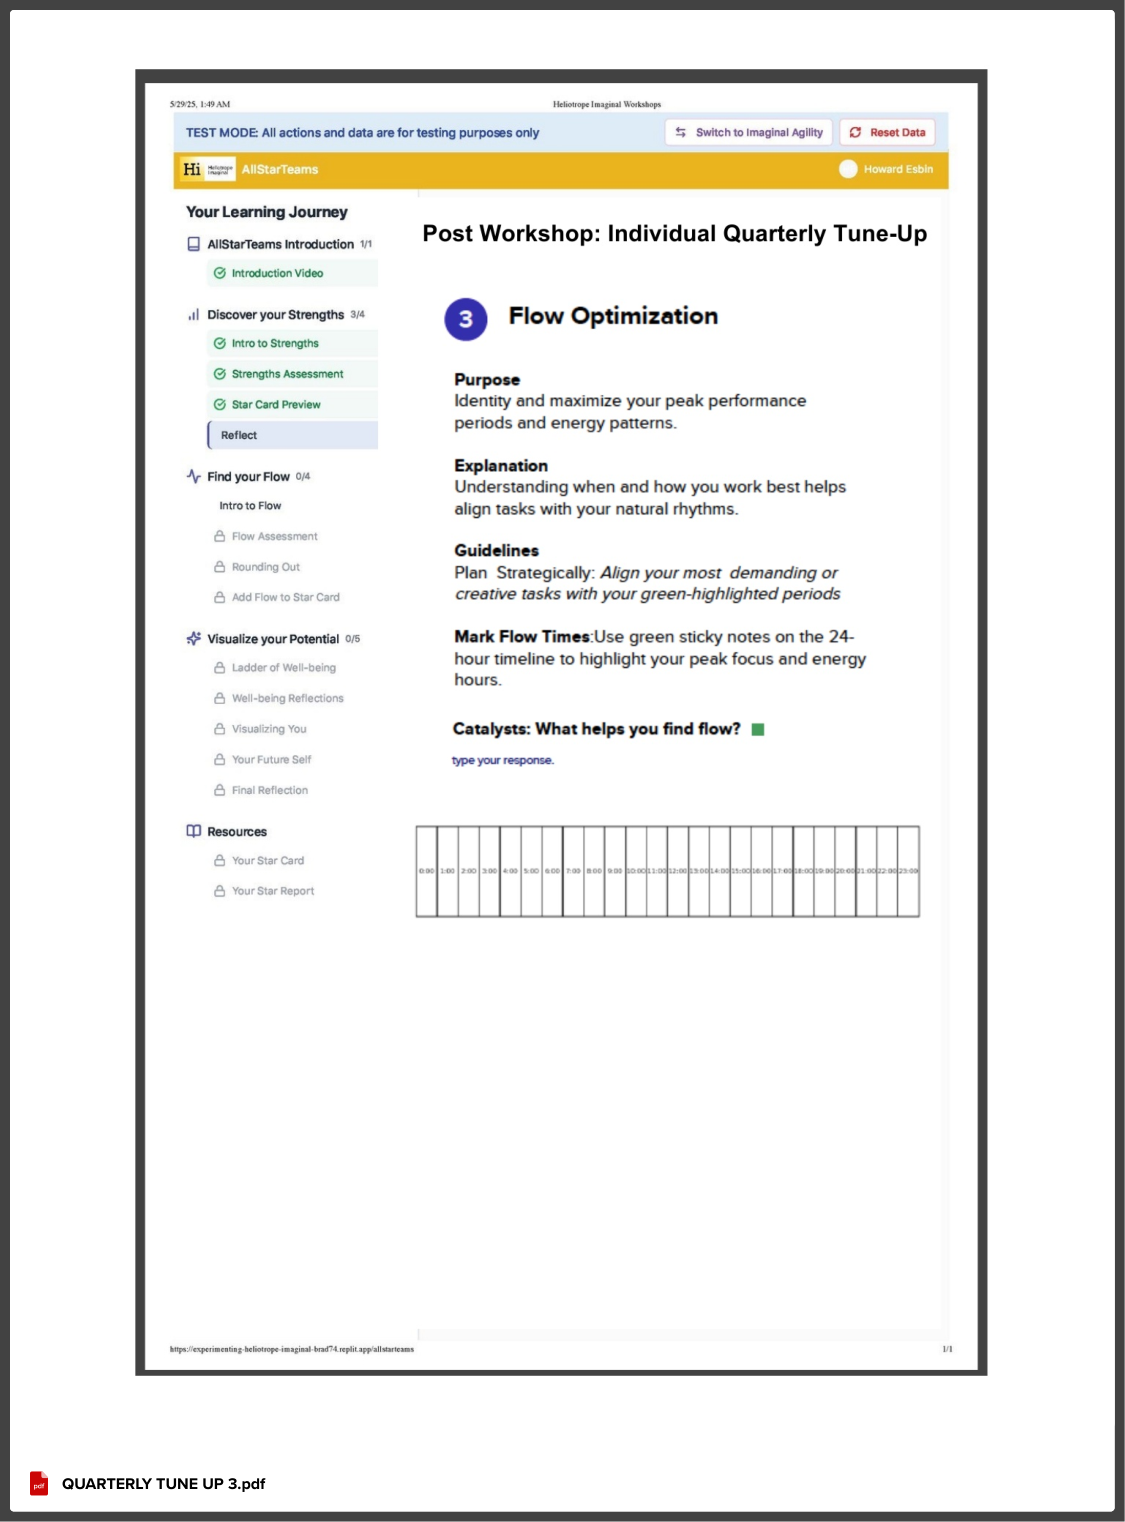 5/29/25, 1:49 AM
Heliotrope Imaginal Workshops
TEST MODE: All actions and data are for testing purposes only
Switch to Imaginal Agility
Reset Data
Hi
Heliotrope
Imaginal
AllStarTeams
Howard Esbin
Your Learning Journey
AllStarTeams Introduction 1/1
Introduction Video
Discover your Strengths 3/4
Intro to Strengths
Strengths Assessment
Star Card Preview
Reflect
Find your Flow 0/4
Intro to Flow
Flow Assessment
Rounding Out
Add Flow to Star Card
Visualize your Potential 0/5
Ladder of Well-being
Well-being Reflections
Visualizing You
Your Future Self
Final Reflection
Resources
Your Star Card
Your Star Report
Post Workshop: Individual Quarterly Tune-Up
3 Flow Optimization
Purpose
Identity and maximize your peak performance
periods and energy patterns.
Explanation
Understanding when and how you work best helps
align tasks with your natural rhythms.
Guidelines
Plan Strategically: Align your most demanding or
creative tasks with your green-highlighted periods
Mark Flow Times:Use green sticky notes on the 24-
hour timeline to highlight your peak focus and energy
hours.
Catalysts: What helps you find flow?
type your response.
0:00 1:00 2:00 3:00 4:00 5:00 6:00 7:00 8:00 9:00 10:00 11:00 12:00 13:00 14:00 15:00 16:00 17:00 18:00 19:00 20:00 21:00 22:00 23:00
https://experimenting-heliotrope-imaginal-brad74.replit.app/allstarteams
1/1
pdf
QUARTERLY TUNE UP 3.pdf